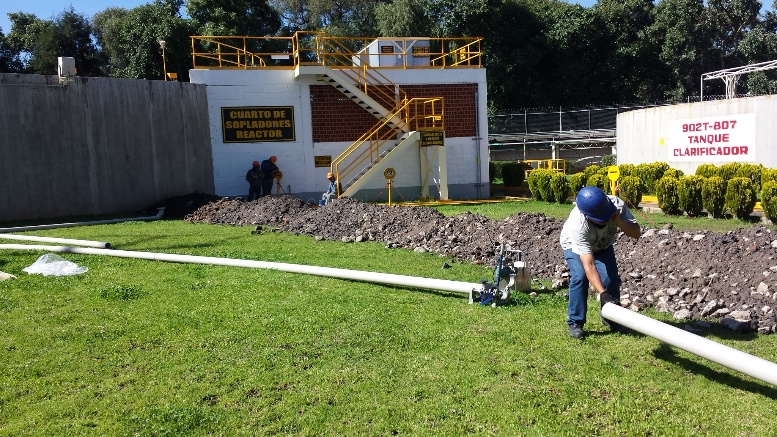 CUARTO DE
SOPLADORES
REACTOR
902T-807
TANQUE
CLARIFICADOR